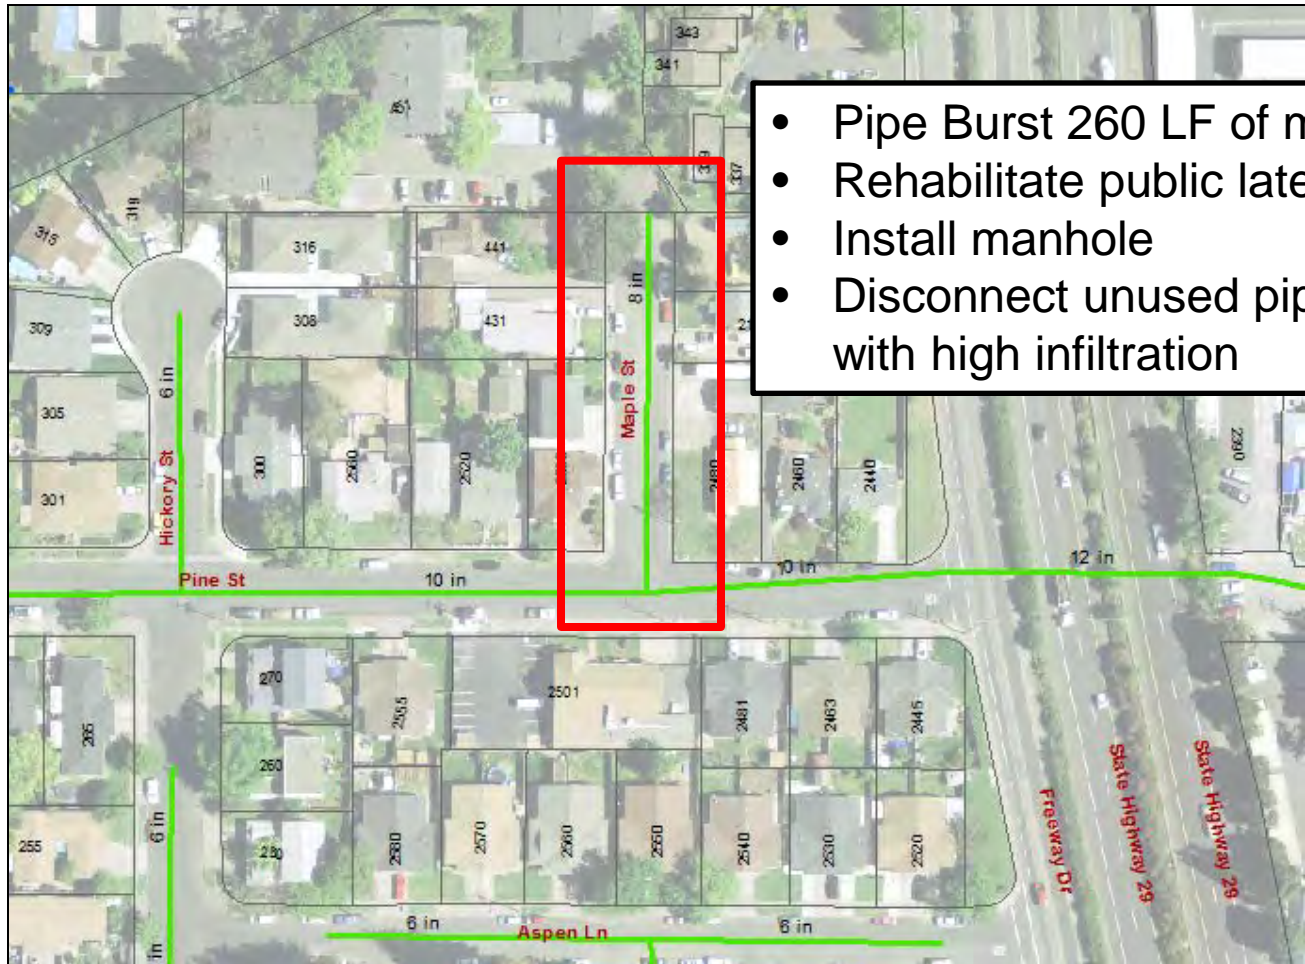 343
341
339
337
• Pipe Burst 260 LF of m
• Rehabilitate public late
• Install manhole
• Disconnect unused pip
with high infiltration
319
315
316
441
8 in
309
308
431
6 in
Maple St
305
300
2560
2520
2480
2460
2440
2390
301
Hickory St
Pine St
10 in
10 in
12 in
270
2555
2501
2481
2463
2445
265
260
State Highway 29
State Highway 29
Freeway Dr
6 in
255
250
2580
2570
2560
2550
2540
2530
2520
6 in
Aspen Ln
6 in
in